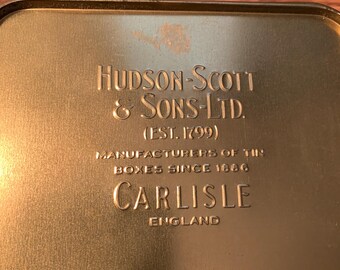 HUDSON-SCOTT
& SONS-LTD.
(EST. 1799)
MANUFACTURERS OF TIN
BOXES SINCE 1886
CARLISLE
ENGLAND